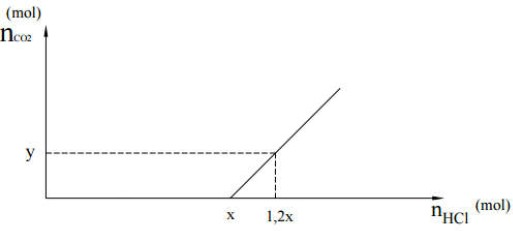 (mol)
nCO2
y
x 1,2x
nHCl (mol)